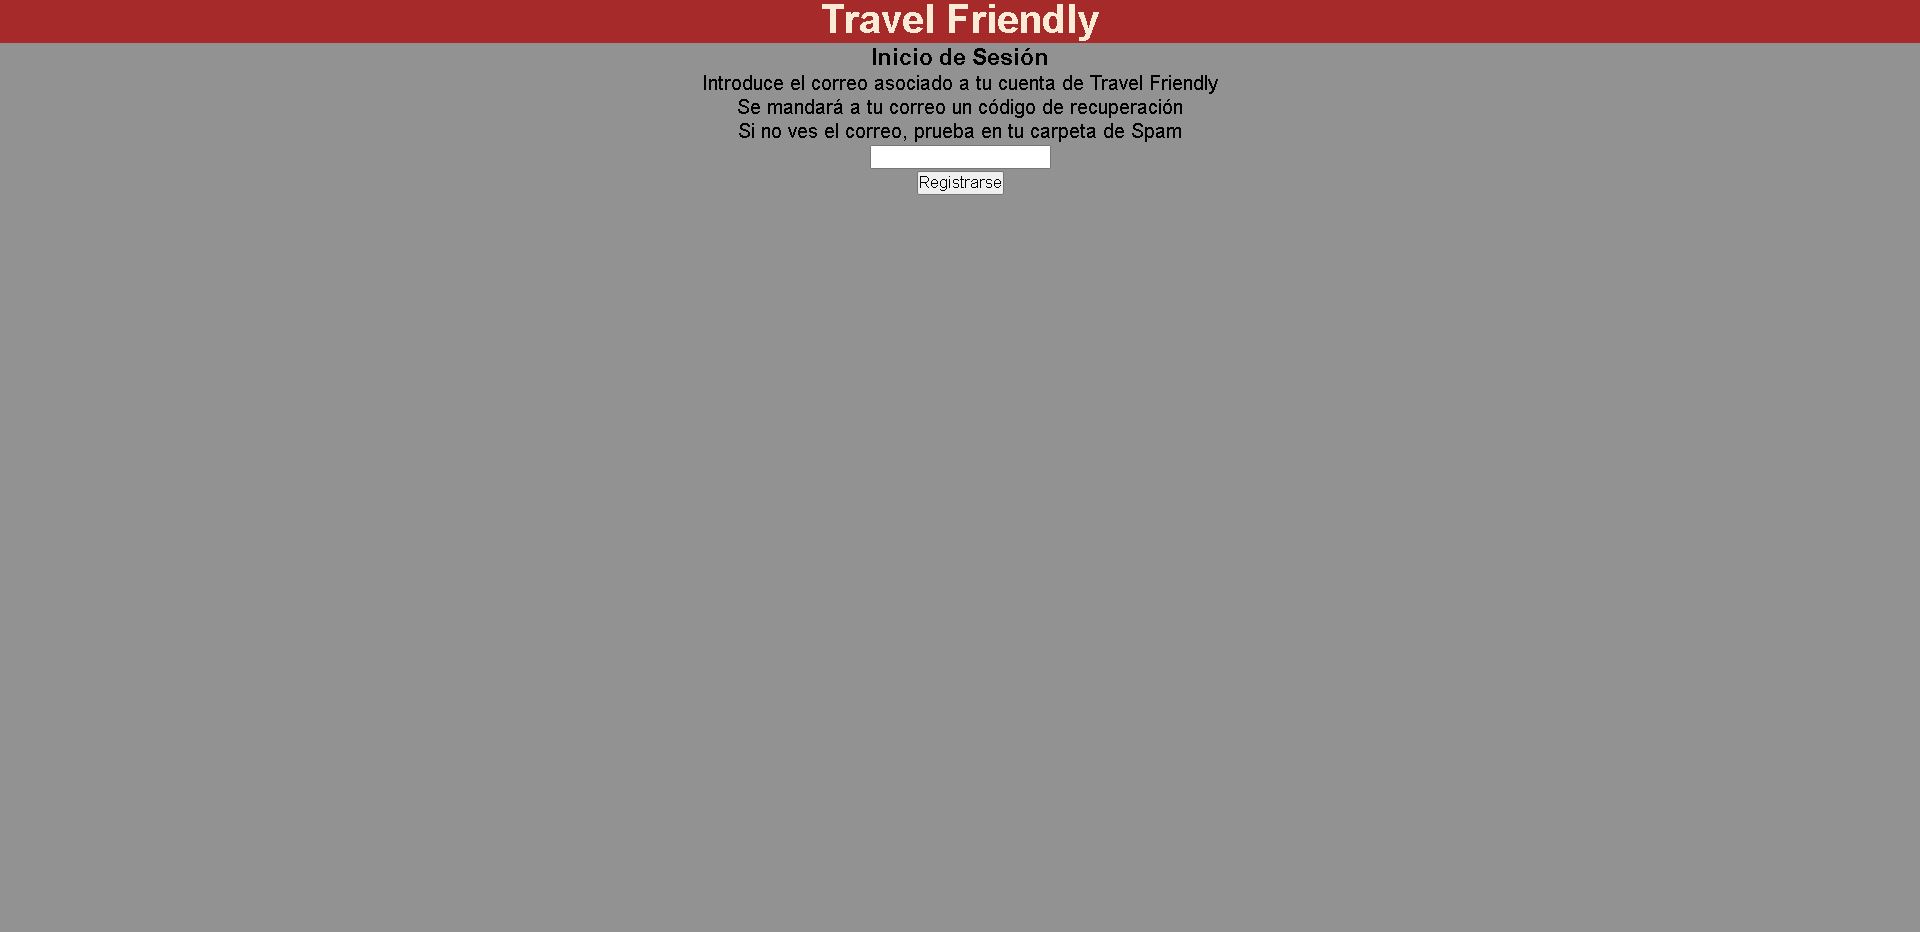 Travel Friendly
Inicio de Sesión
Introduce el correo asociado a tu cuenta de Travel Friendly
Se mandará a tu correo un código de recuperación
Si no ves el correo, prueba en tu carpeta de Spam
Registrarse